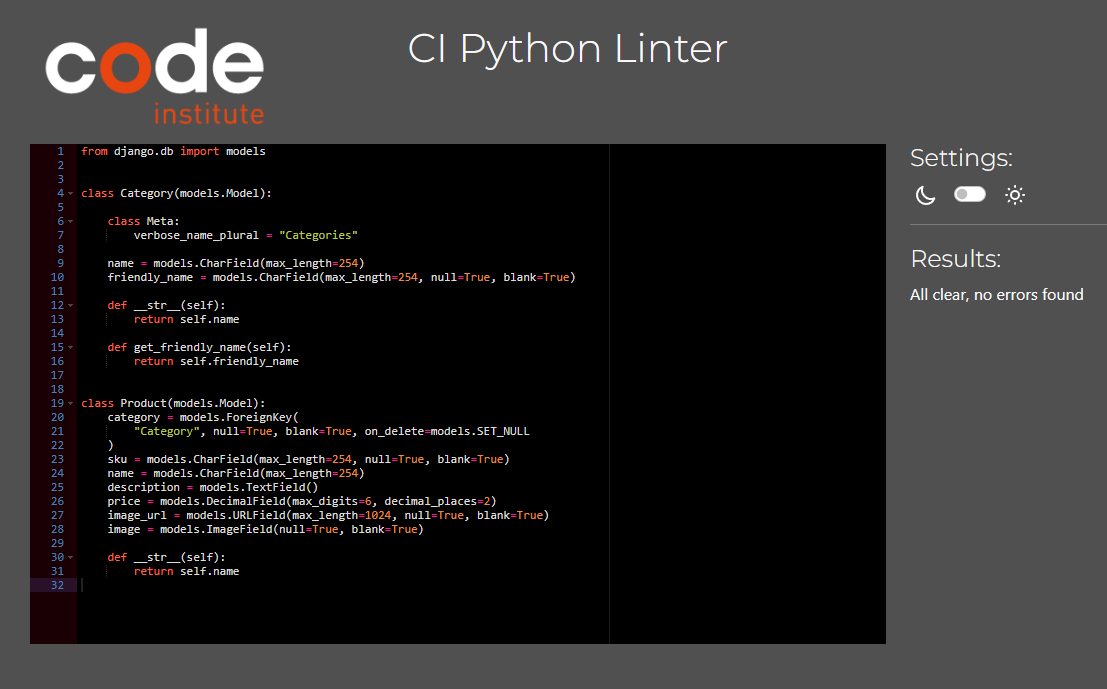 code
institute
CI Python Linter
1 from django.db import models
2
3
4 class Category(models.Model):
5
6     class Meta:
7         verbose_name_plural = "Categories"
8
9     name = models.CharField(max_length=254)
10     friendly_name = models.CharField(max_length=254, null=True, blank=True)
11
12     def __str__(self):
13         return self.name
14
15     def get_friendly_name(self):
16         return self.friendly_name
17
18
19 class Product(models.Model):
20     category = models.ForeignKey(
21         "Category", null=True, blank=True, on_delete=models.SET_NULL
22     )
23     sku = models.CharField(max_length=254, null=True, blank=True)
24     name = models.CharField(max_length=254)
25     description = models.TextField()
26     price = models.DecimalField(max_digits=6, decimal_places=2)
27     image_url = models.URLField(max_length=1024, null=True, blank=True)
28     image = models.ImageField(null=True, blank=True)
29
30     def __str__(self):
31         return self.name
32
Settings:
Results:
All clear, no errors found